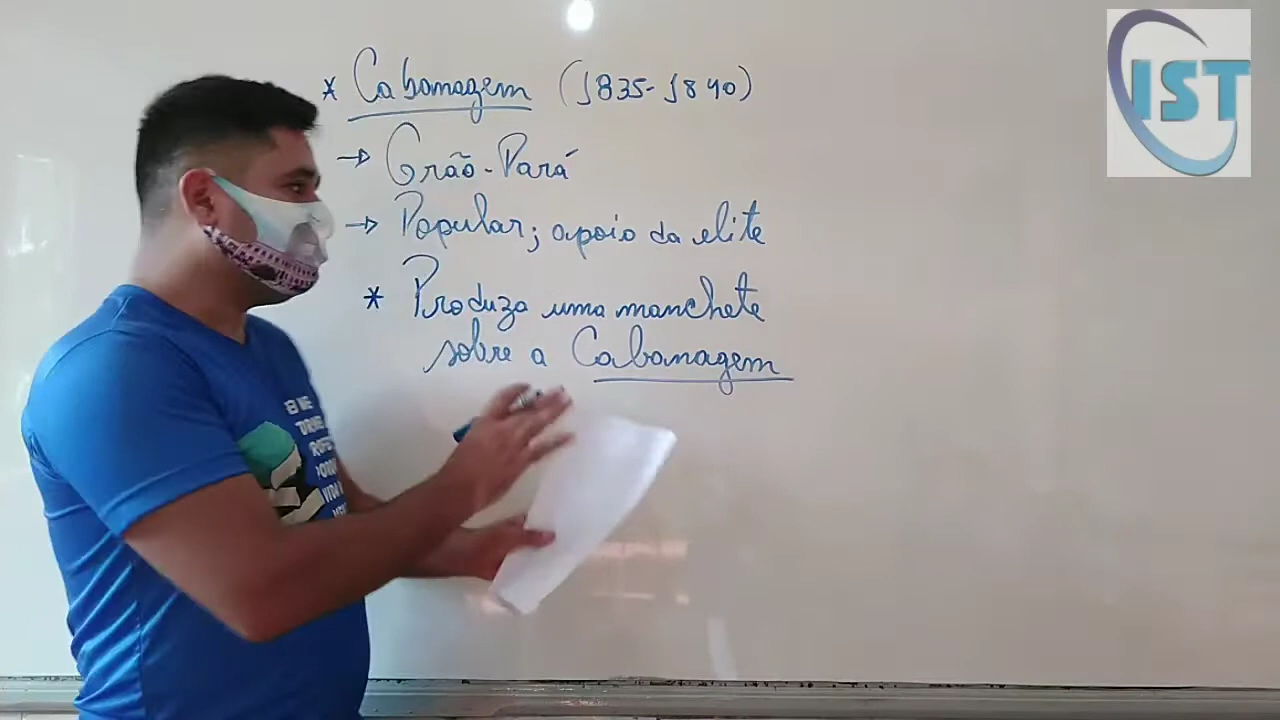 * Cabanagem (1835-1840)
→ Grão-Pará
→ Popular; apoio da elite
* Produza uma manchete
sobre a Cabanagem
IST